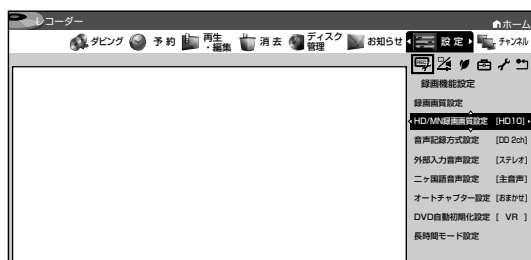 レコーダー
ホーム
ダビング 予約 再生・編集 消去 ディスク管理 お知らせ 設定 チャンネル
録画機能設定
録画画質設定
HD/MN録画画質設定 [HD10]
音声記録方式設定 [DD 2ch]
外部入力音声設定 [ステレオ]
二ヶ国語音声設定 [主音声]
オートチャプター設定 [おまかせ]
DVD自動初期化設定 [ VR ]
長時間モード設定